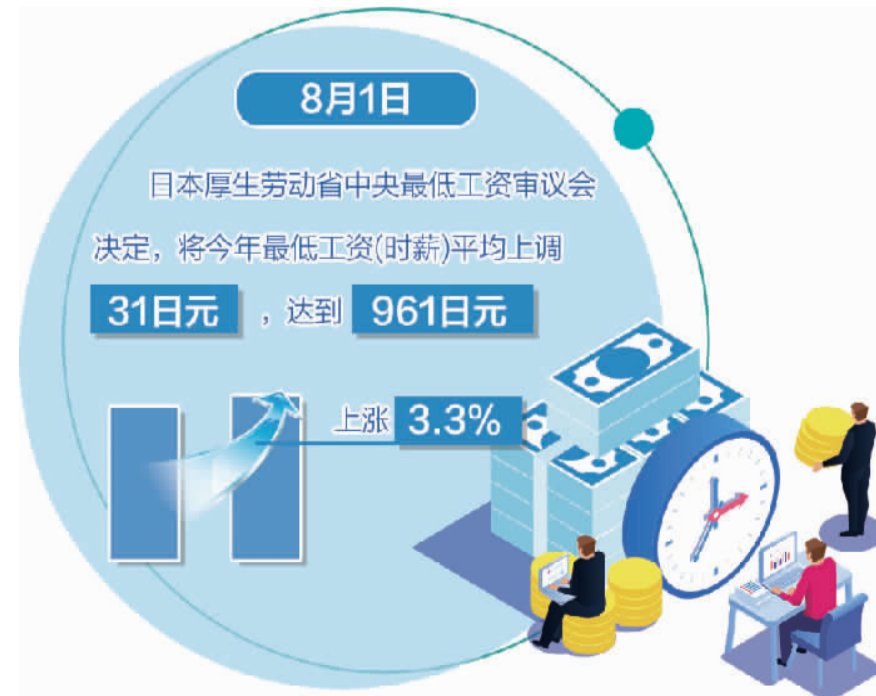 8月1日
日本厚生劳动省中央最低工资审议会
决定，将今年最低工资(时薪)平均上调
31日元，达到 961日元
上涨 3.3%